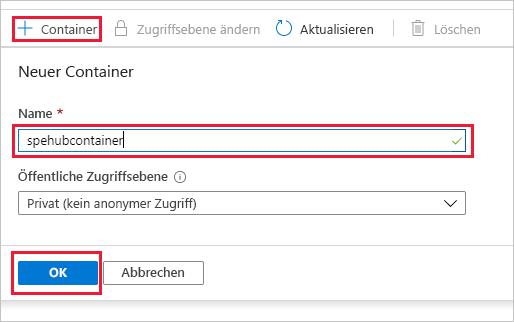 + Container Zugriffsebene ändern Aktualisieren Löschen
Neuer Container
Name *
spehubcontainer
Öffentliche Zugriffsebene
Privat (kein anonymer Zugriff)
OK Abbrechen